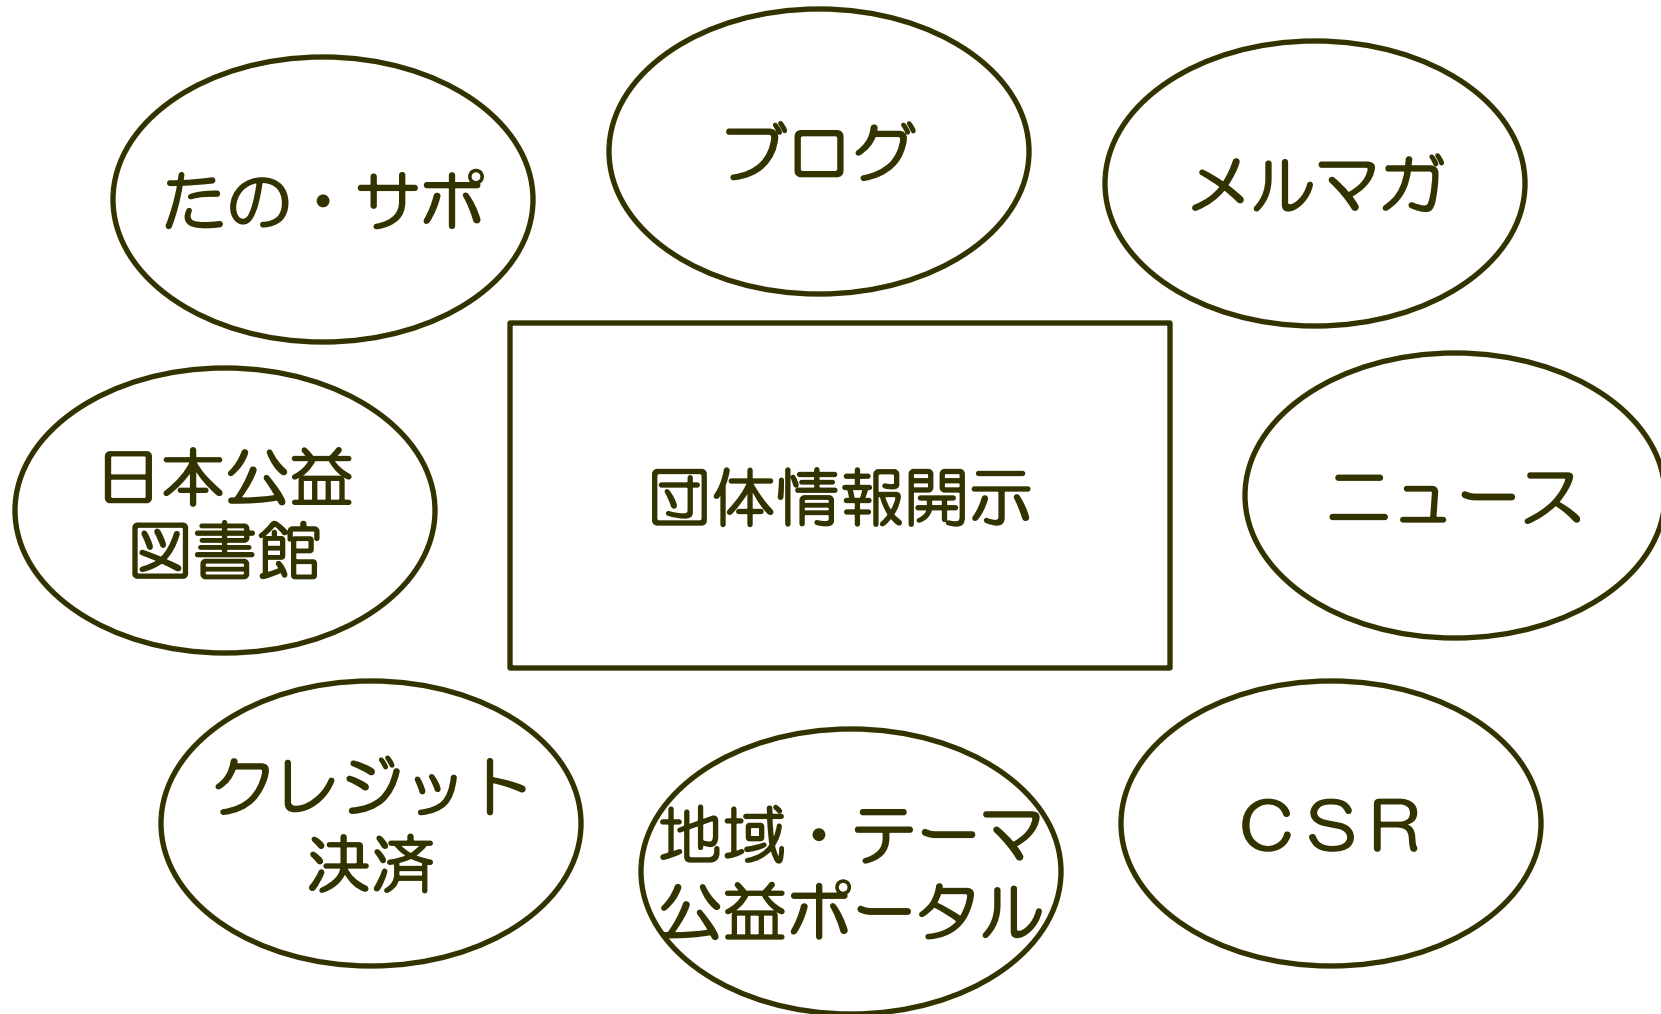 たの・サポ
ブログ
メルマガ
日本公益
図書館
団体情報開示
ニュース
クレジット
決済
地域・テーマ
公益ポータル
ＣＳＲ